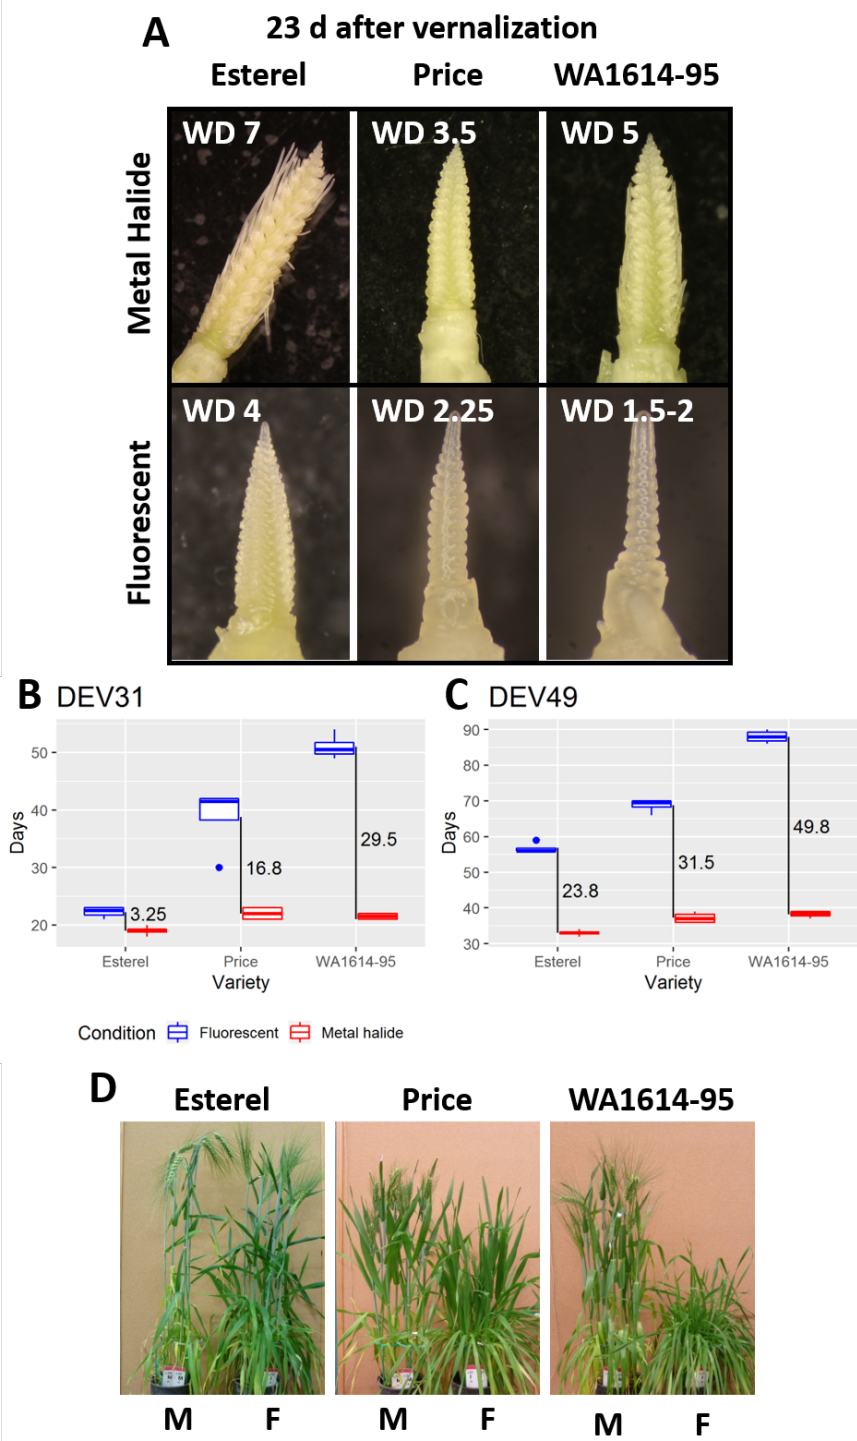 A
23 d after vernalization
Esterel Price WA1614-95
Metal Halide
WD 7 WD 3.5 WD 5
Fluorescent
WD 4 WD 2.25 WD 1.5-2
B DEV31
Days
50
40
30
20
3.25
16.8
29.5
Esterel Price WA1614-95
Variety
C DEV49
Days
90
80
70
60
50
40
30
23.8
31.5
49.8
Esterel Price WA1614-95
Variety
Condition Fluorescent Metal halide
D
Esterel Price WA1614-95
M F M F M F